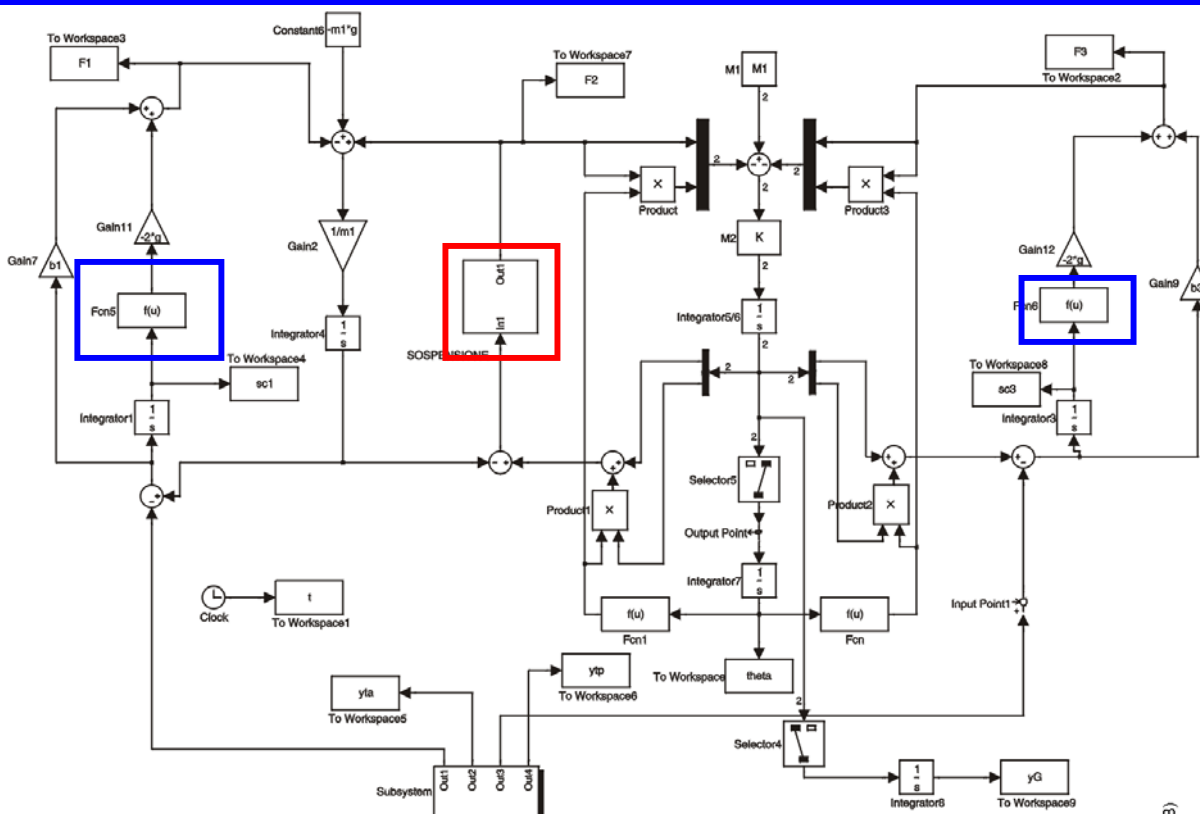 To Workspace3
F1
Constant6
-m1*g
To Workspace7
F2
M1
M1
2
F3
To Workspace2
+
+
-
+
+
2
×
Product
-
+
-
2
2
×
Product3
+
+
Gain11
-2*g
Gain7
b1
Gain2
1/m1
M2
K
2
Gain12
-2*g
Gain9
b3
Fcn5
f(u)
Out1
In1
SOSPENSIONE
Integrator4
1
s
Integrator5/6
1
s
2
Fcn6
f(u)
To Workspace4
sc1
Integrator1
1
s
2
2
To Workspace8
sc3
Integrator3
1
s
2
-
+
-
+
+
+
Selector5
+
+
+
-
Product1
×
Product2
×
Output Point
Integrator7
1
s
Clock
t
To Workspace1
f(u)
Fcn1
f(u)
Fcn
Input Point1
+
+
yla
To Workspace5
ytp
To Workspace6
To Workspace
theta
2
Selector4
Subsystem
Out1
Out2
Out3
Out4
1
s
Integrator8
yG
To Workspace9